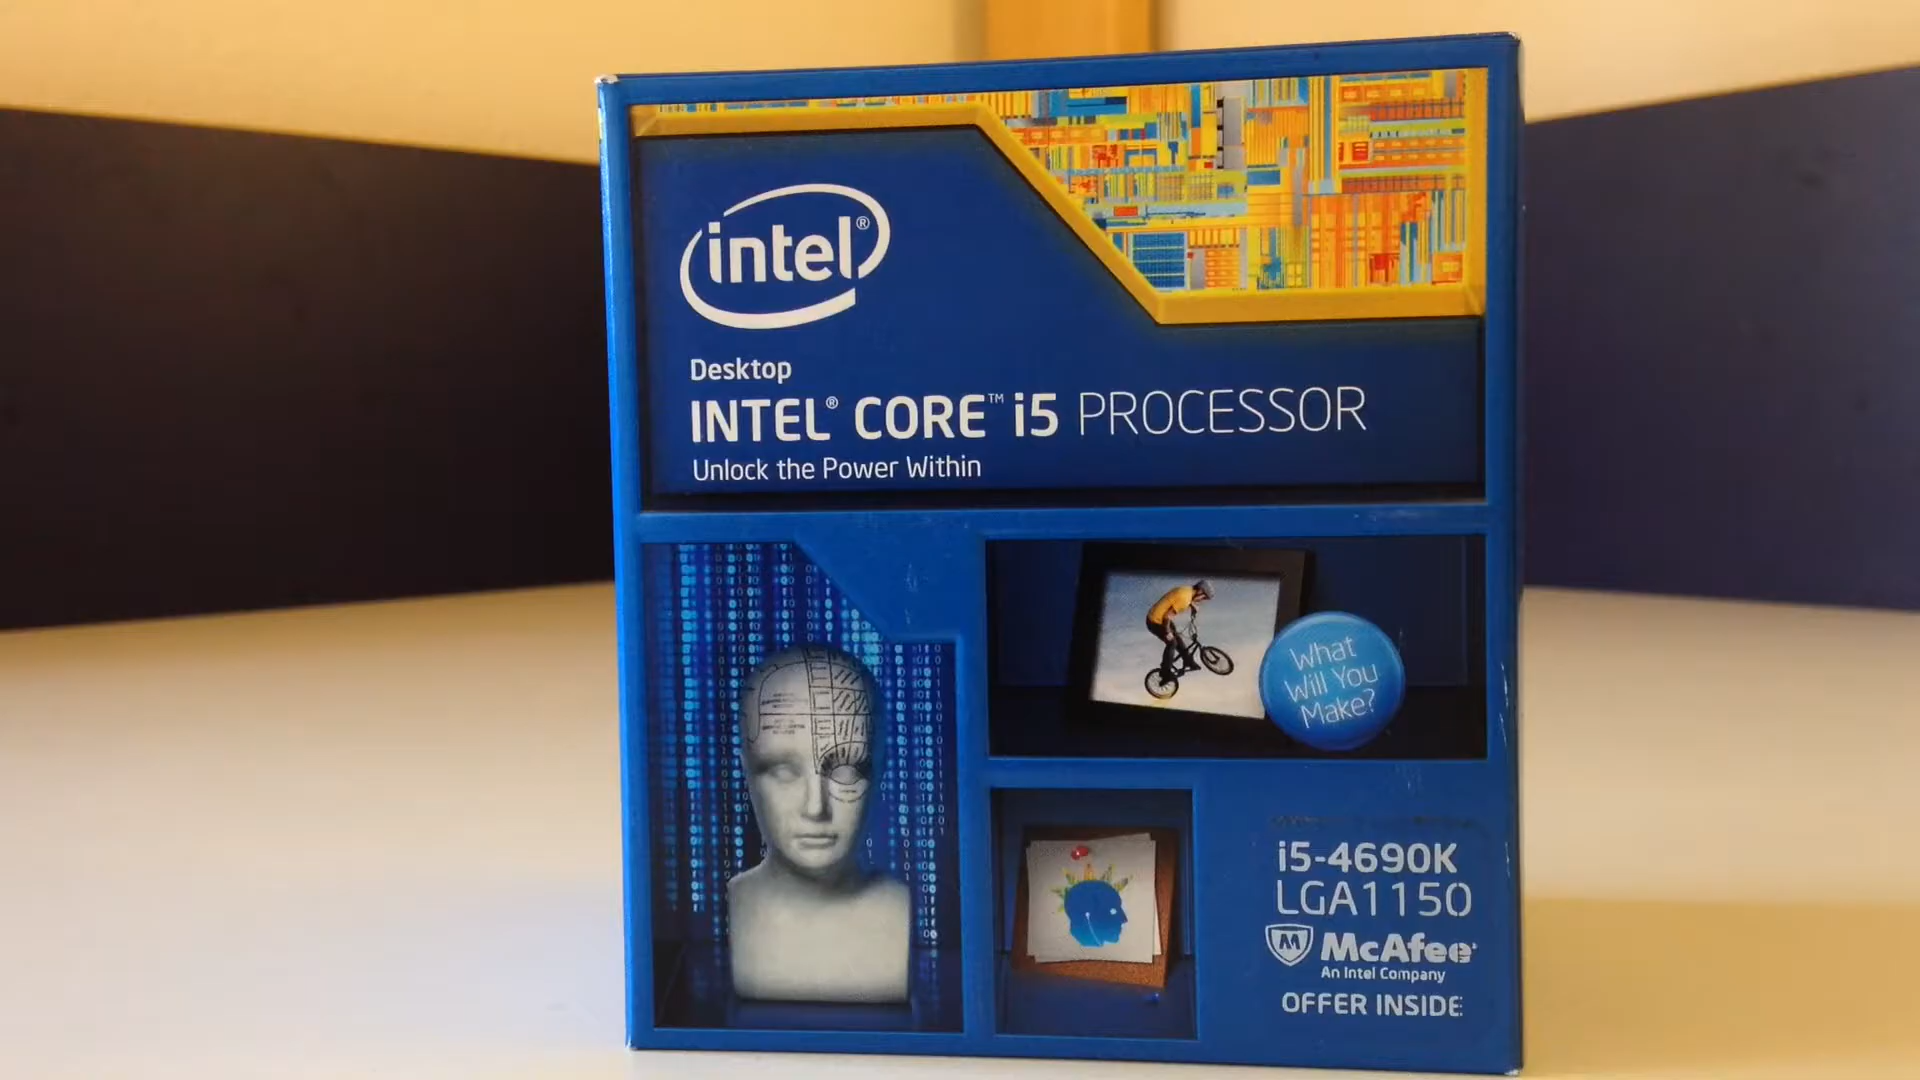 intel®
Desktop
INTEL® CORE™ i5 PROCESSOR
Unlock the Power Within
What
Will You
Make?
i5-4690K
LGA1150
McAfee
An Intel Company
OFFER INSIDE